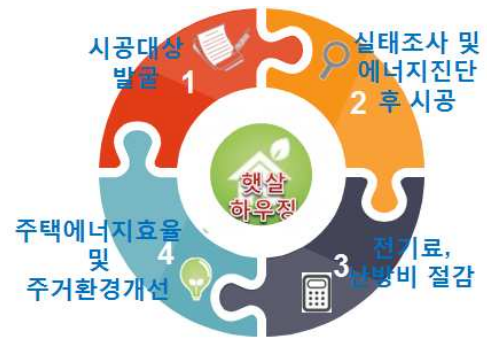 시공대상
발굴
1
실태조사 및
에너지진단
2 후 시공
햇살
하우징
주택에너지효율
및
주거환경개선
4
전기료,
3
난방비 절감